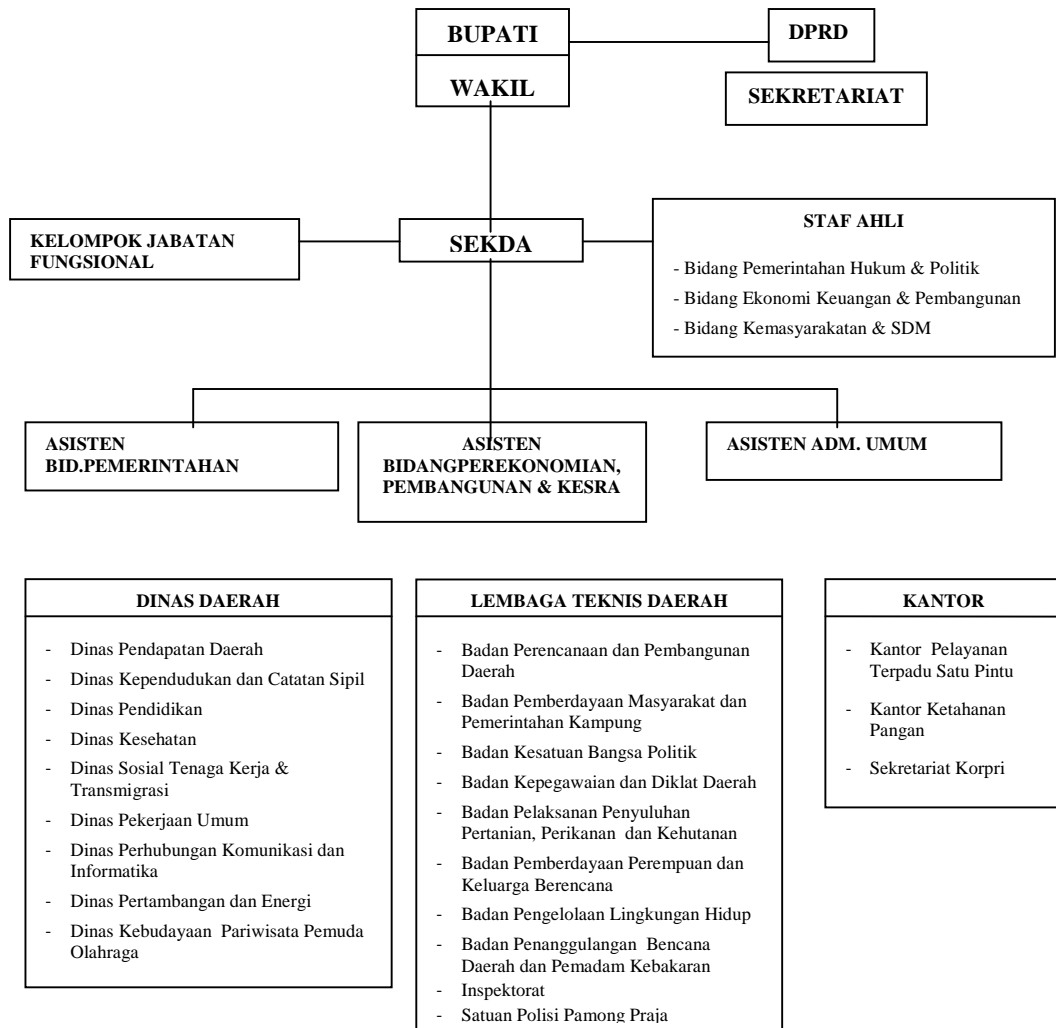 BUPATI
WAKIL
DPRD
SEKRETARIAT
KELOMPOK JABATAN
FUNGSIONAL
SEKDA
STAF AHLI
- Bidang Pemerintahan Hukum & Politik
- Bidang Ekonomi Keuangan & Pembangunan
- Bidang Kemasyarakatan & SDM
ASISTEN
BID.PEMERINTAHAN
ASISTEN
BIDANGPEREKONOMIAN,
PEMBANGUNAN & KESRA
ASISTEN ADM. UMUM
DINAS DAERAH
- Dinas Pendapatan Daerah
- Dinas Kependudukan dan Catatan Sipil
- Dinas Pendidikan
- Dinas Kesehatan
- Dinas Sosial Tenaga Kerja &
Transmigrasi
- Dinas Pekerjaan Umum
- Dinas Perhubungan Komunikasi dan
Informatika
- Dinas Pertambangan dan Energi
- Dinas Kebudayaan Pariwisata Pemuda
Olahraga
LEMBAGA TEKNIS DAERAH
- Badan Perencanaan dan Pembangunan
Daerah
- Badan Pemberdayaan Masyarakat dan
Pemerintahan Kampung
- Badan Kesatuan Bangsa Politik
- Badan Kepegawaian dan Diklat Daerah
- Badan Pelaksanan Penyuluhan
Pertanian, Perikanan dan Kehutanan
- Badan Pemberdayaan Perempuan dan
Keluarga Berencana
- Badan Pengelolaan Lingkungan Hidup
- Badan Penanggulangan Bencana
Daerah dan Pemadam Kebakaran
- Inspektorat
- Satuan Polisi Pamong Praja
KANTOR
- Kantor Pelayanan
Terpadu Satu Pintu
- Kantor Ketahanan
Pangan
- Sekretariat Korpri